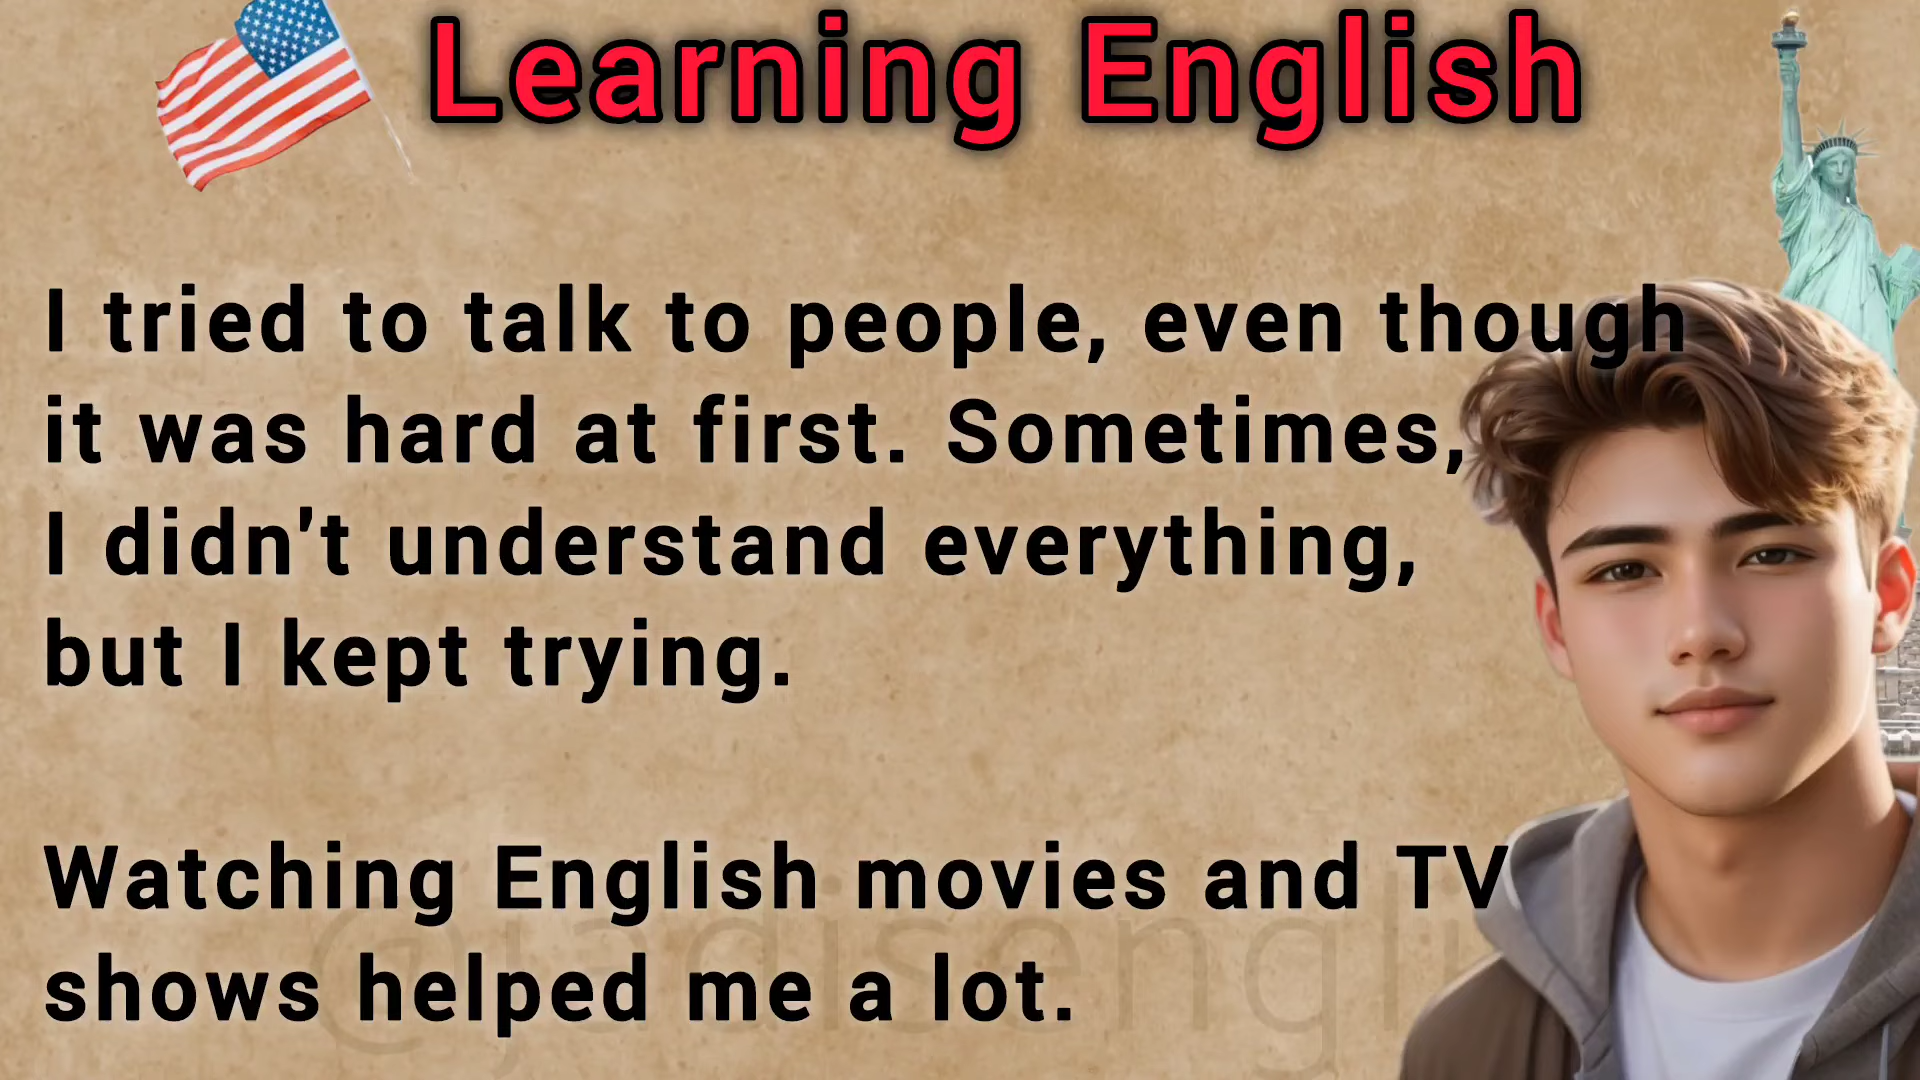 Learning English
I tried to talk to people, even though
it was hard at first. Sometimes,
I didn't understand everything,
but I kept trying.
Watching English movies and TV
shows helped me a lot.
@jadisengli